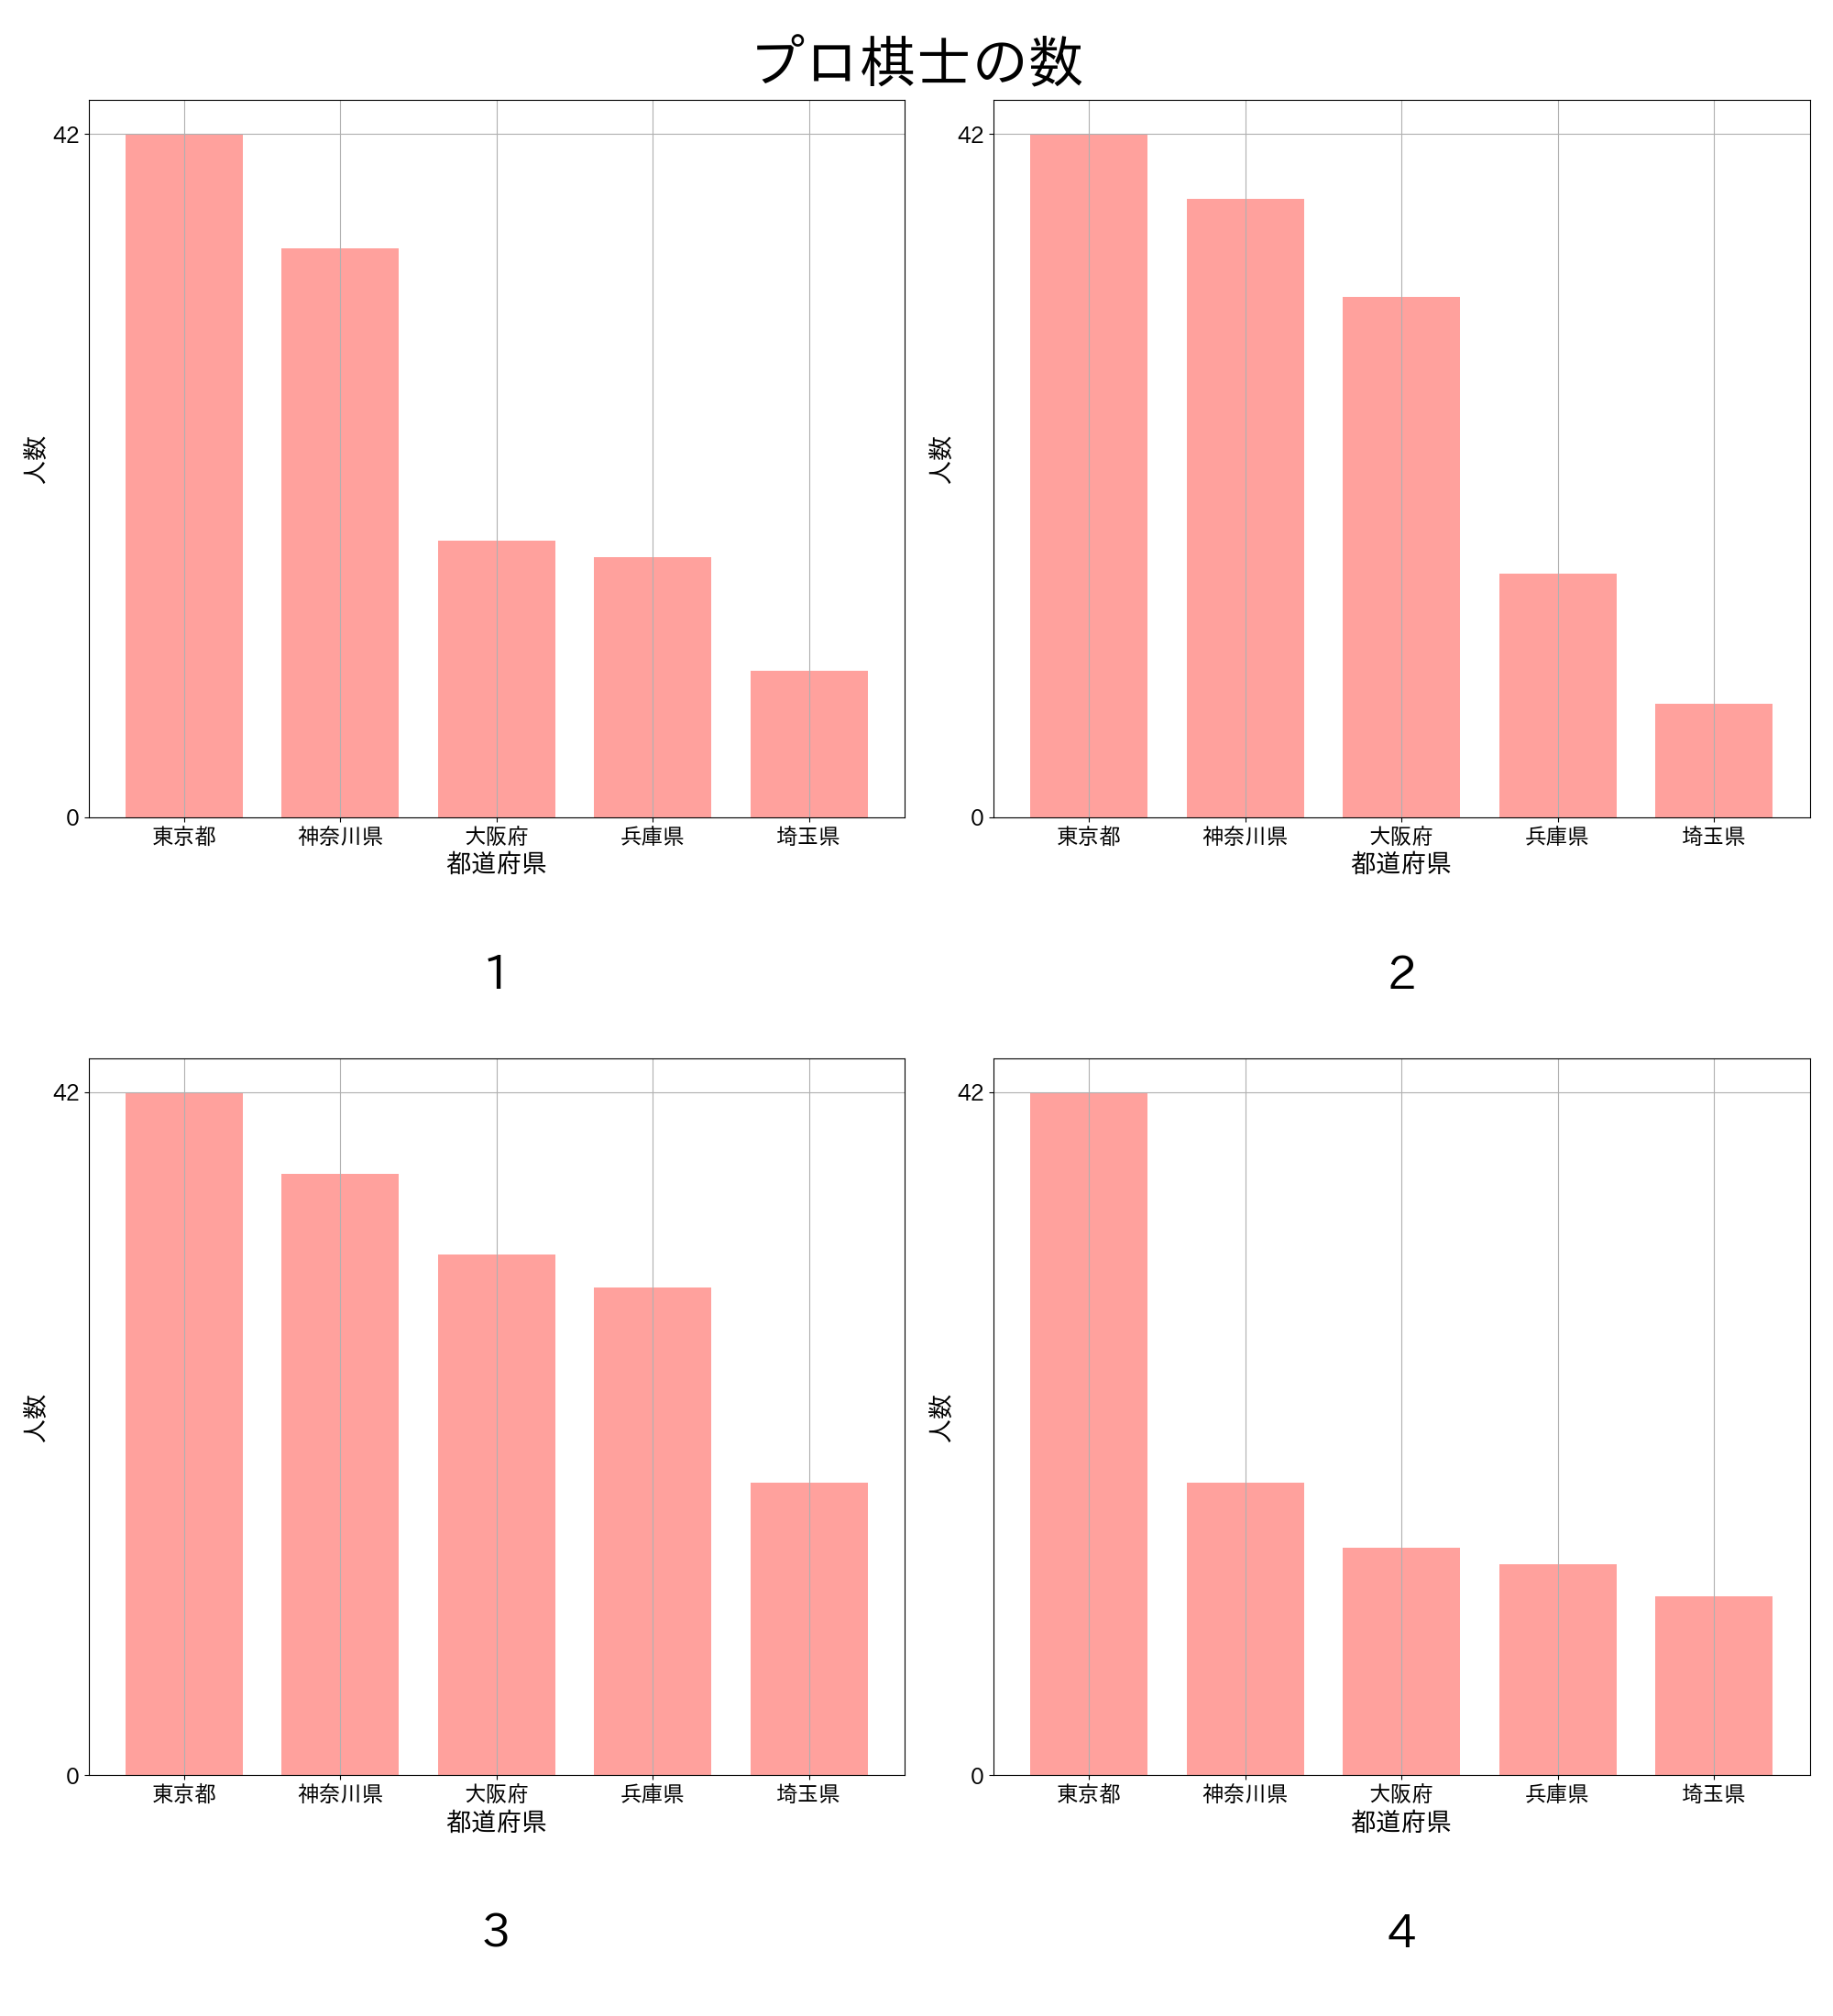 プロ棋士の数
42
0
人数
東京都 神奈川県 大阪府 兵庫県 埼玉県
都道府県
1
42
0
人数
東京都 神奈川県 大阪府 兵庫県 埼玉県
都道府県
2
42
0
人数
東京都 神奈川県 大阪府 兵庫県 埼玉県
都道府県
3
42
0
人数
東京都 神奈川県 大阪府 兵庫県 埼玉県
都道府県
4